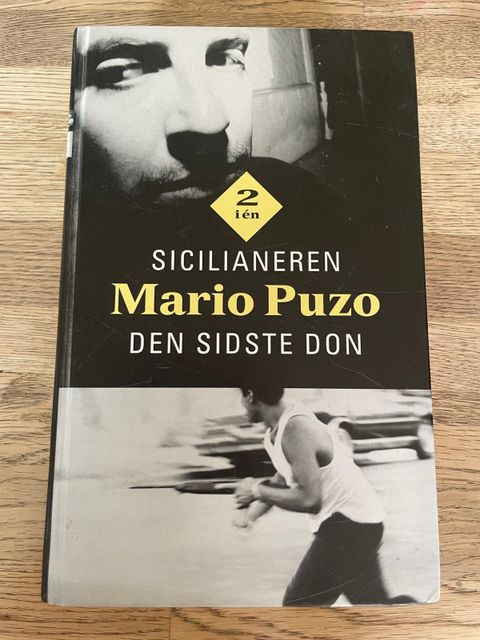 2
i én
SICILIANEREN
Mario Puzo
DEN SIDSTE DON